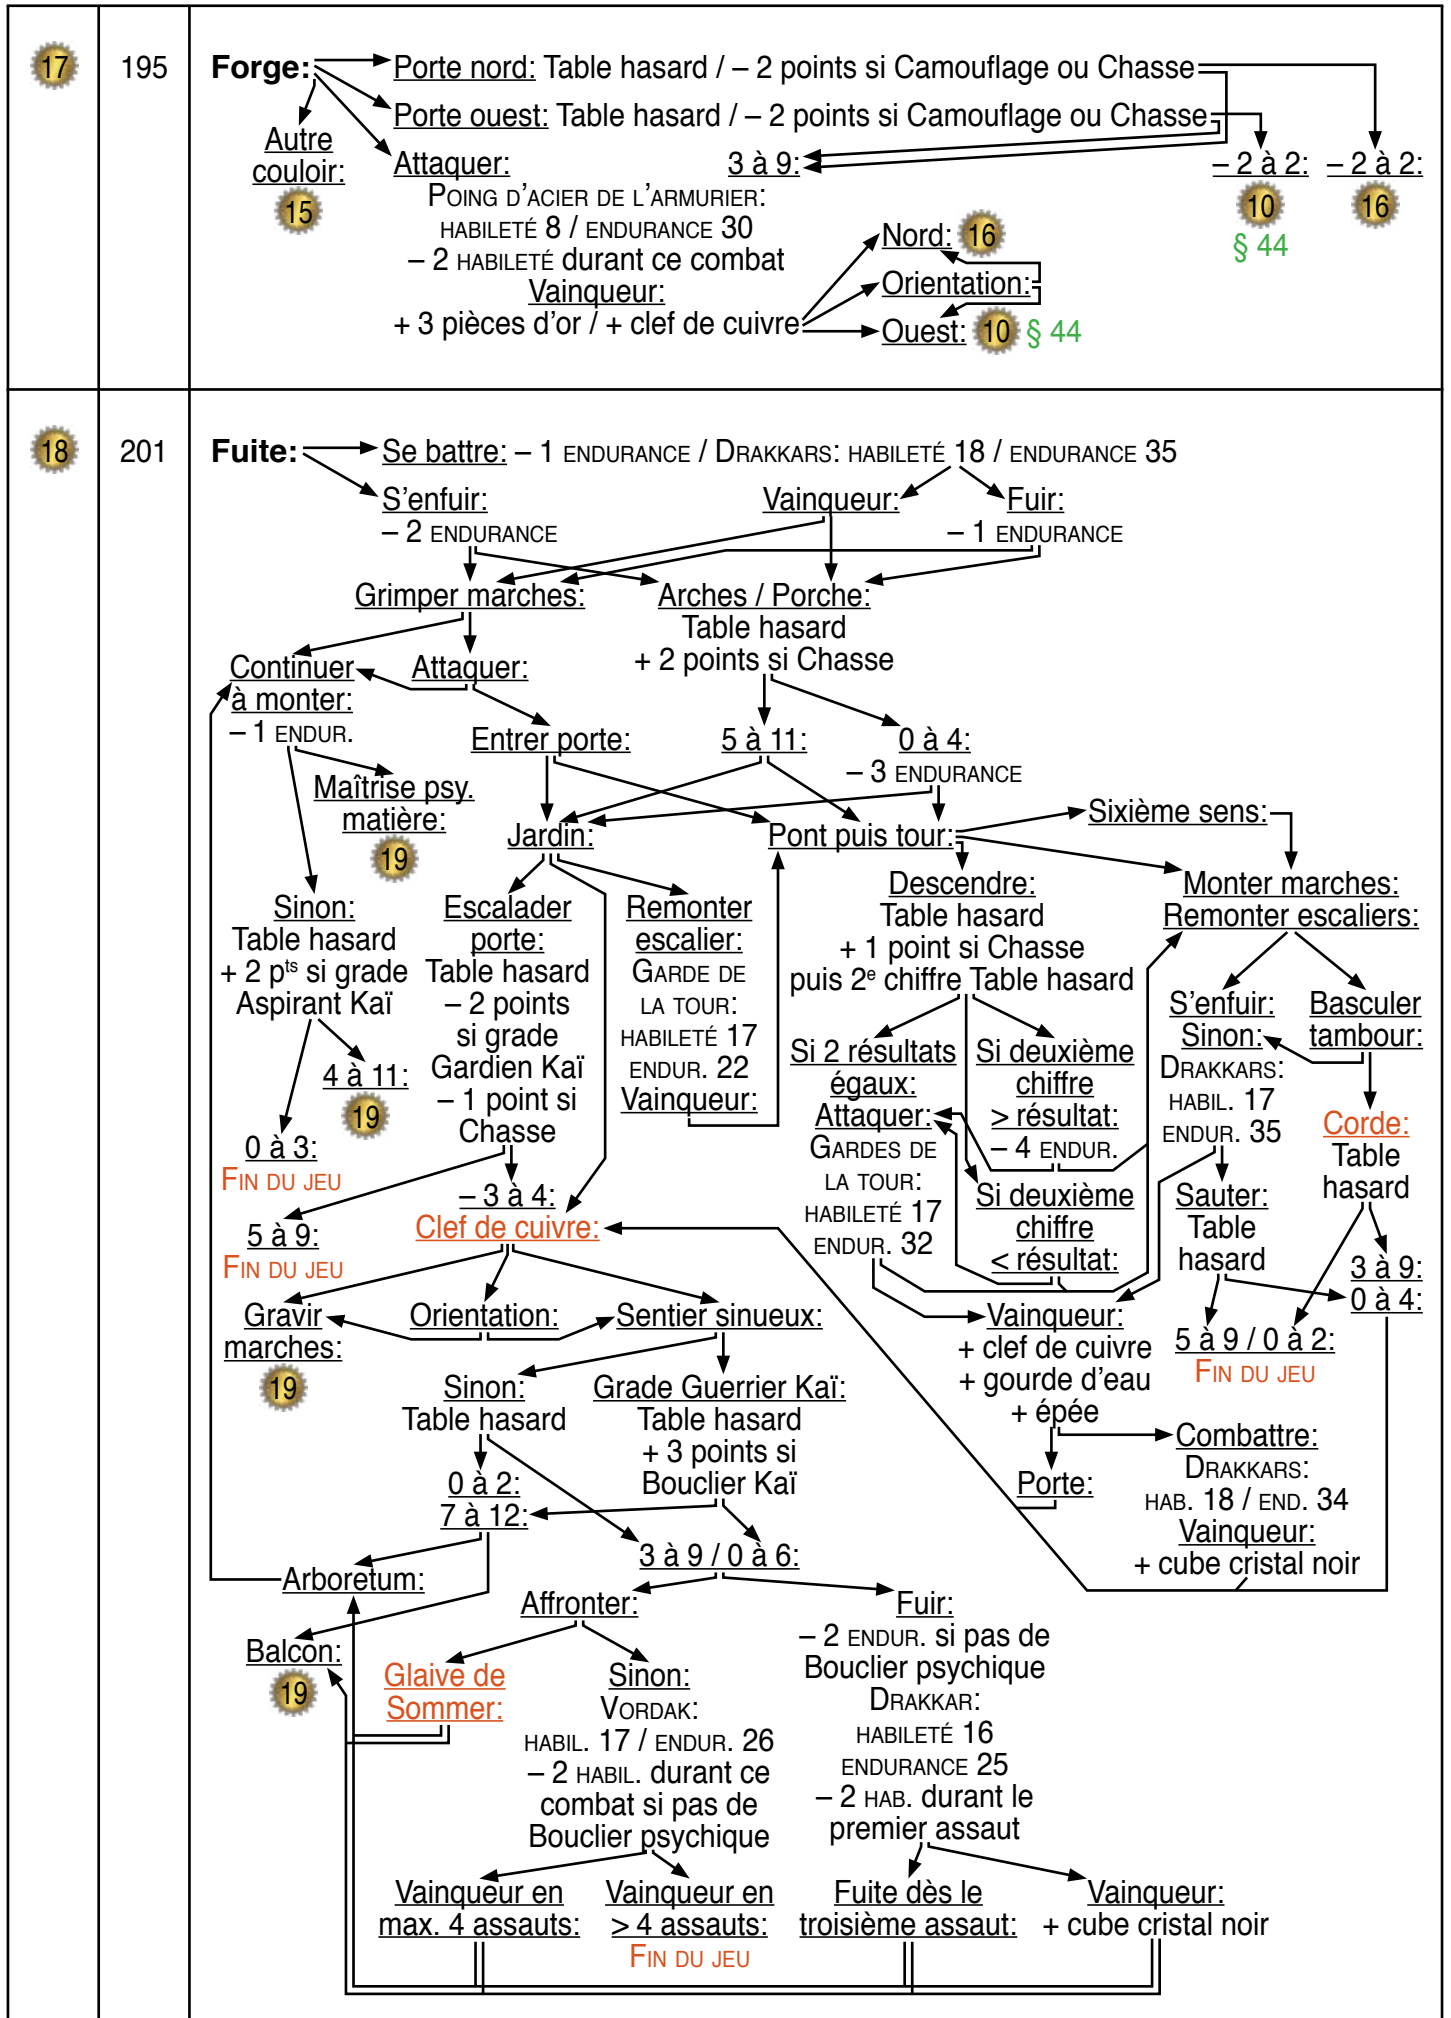 17
195
Forge:
Porte nord: Table hasard / – 2 points si Camouflage ou Chasse
Porte ouest: Table hasard / – 2 points si Camouflage ou Chasse
Autre
couloir:
15
Attaquer:
POING D'ACIER DE L'ARMURIER:
HABILETÉ 8 / ENDURANCE 30
– 2 HABILETÉ durant ce combat
Vainqueur:
+ 3 pièces d'or / + clef de cuivre
3 à 9:
– 2 à 2:
10
§ 44
– 2 à 2:
16
Nord: 16
Orientation:
Ouest: 10 § 44
18
201
Fuite:
Se battre: – 1 ENDURANCE / DRAKKARS: HABILETÉ 18 / ENDURANCE 35
S'enfuir:
– 2 ENDURANCE
Vainqueur:
Fuir:
– 1 ENDURANCE
Grimper marches:
Arches / Porche:
Table hasard
+ 2 points si Chasse
Continuer
à monter:
– 1 ENDUR.
Attaquer:
Entrer porte:
5 à 11:
0 à 4:
– 3 ENDURANCE
Maîtrise psy.
matière:
19
Jardin:
Pont puis tour:
Sixième sens:
Sinon:
Table hasard
+ 2 pts si grade
Aspirant Kaï
4 à 11:
19
0 à 3:
FIN DU JEU
Escalader
porte:
Table hasard
– 2 points
si grade
Gardien Kaï
– 1 point si
Chasse
Remonter
escalier:
GARDE DE
LA TOUR:
HABILETÉ 17
ENDUR. 22
Vainqueur:
Descendre:
Table hasard
+ 1 point si Chasse
puis 2e chiffre Table hasard
Monter marches:
Remonter escaliers:
Si 2 résultats
égaux:
Attaquer:
GARDES DE
LA TOUR:
HABILETÉ 17
ENDUR. 32
Si deuxième
chiffre
> résultat:
– 4 ENDUR.
Si deuxième
chiffre
< résultat:
S'enfuir:
Sinon:
DRAKKARS:
HABIL. 17
ENDUR. 35
Basculer
tambour:
Corde:
Table
hasard
Sauter:
Table
hasard
3 à 9:
0 à 4:
5 à 9 / 0 à 2:
FIN DU JEU
– 3 à 4:
Clef de cuivre:
5 à 9:
FIN DU JEU
Gravir
marches:
19
Orientation:
Sentier sinueux:
Vainqueur:
+ clef de cuivre
+ gourde d'eau
+ épée
Sinon:
Table hasard
Grade Guerrier Kaï:
Table hasard
+ 3 points si
Bouclier Kaï
Porte:
Combattre:
DRAKKARS:
HAB. 18 / END. 34
Vainqueur:
+ cube cristal noir
0 à 2:
7 à 12:
3 à 9 / 0 à 6:
Arboretum:
Balcon:
19
Affronter:
Fuir:
– 2 ENDUR. si pas de
Bouclier psychique
DRAKKAR:
HABILETÉ 16
ENDURANCE 25
– 2 HAB. durant le
premier assaut
Glaive de
Sommer:
Sinon:
VORDAK:
HABIL. 17 / ENDUR. 26
– 2 HABIL. durant ce
combat si pas de
Bouclier psychique
Vainqueur en
max. 4 assauts:
Vainqueur en
> 4 assauts:
FIN DU JEU
Fuite dès le
troisième assaut:
Vainqueur:
+ cube cristal noir